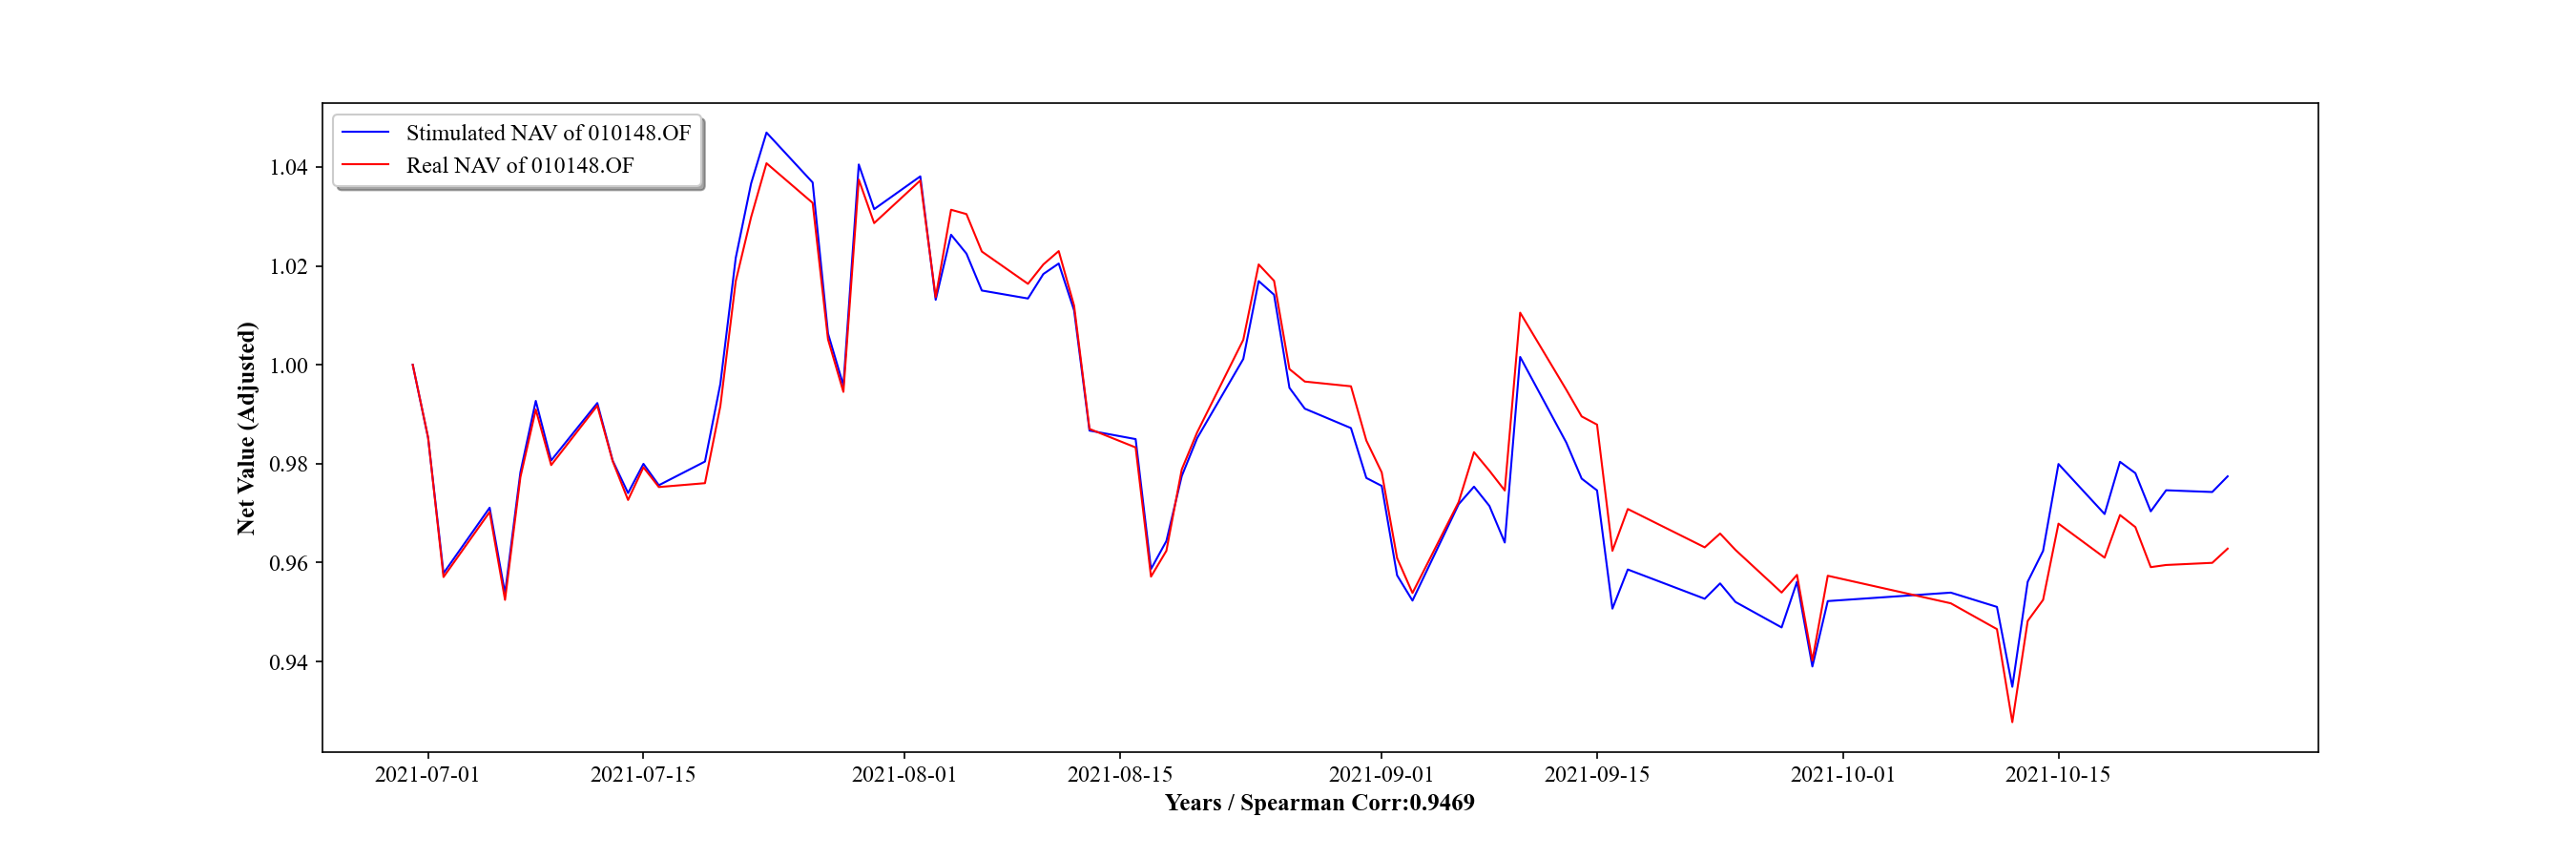 Stimulated NAV of 010148.OF
Real NAV of 010148.OF
1.04
1.02
1.00
0.98
0.96
0.94
Net Value (Adjusted)
2021-07-01 2021-07-15 2021-08-01 2021-08-15 2021-09-01 2021-09-15 2021-10-01 2021-10-15
Years / Spearman Corr:0.9469